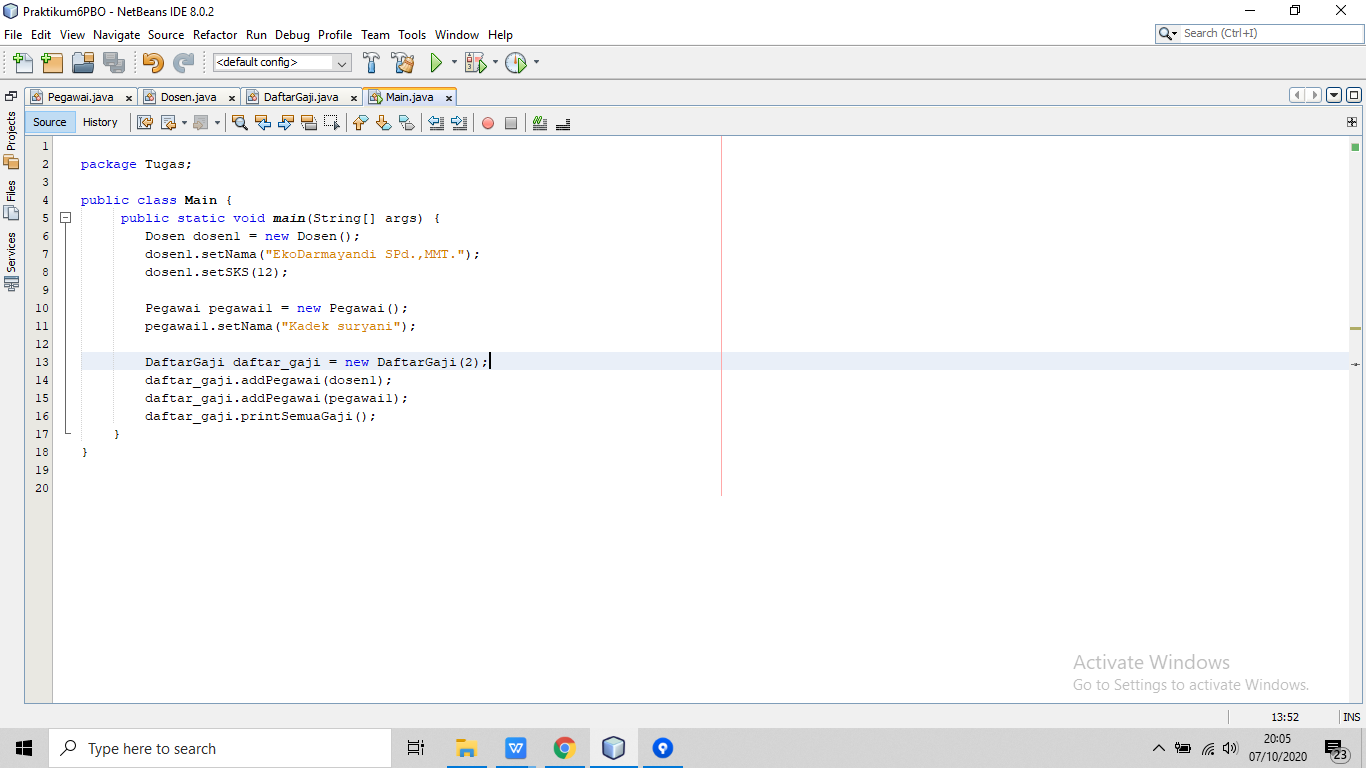 Praktikum6PBO - NetBeans IDE 8.0.2
File Edit View Navigate Source Refactor Run Debug Profile Team Tools Window Help
Search (Ctrl+I)
<default config>
Pegawai.java Dosen.java DaftarGaji.java Main.java
Source History
Projects
Files
Services
1
2 package Tugas;
3
4 public class Main {
5 public static void main(String[] args) {
6 Dosen dosen1 = new Dosen();
7 dosen1.setNama("EkoDarmayandi SPd.,MMT.");
8 dosen1.setSKS(12);
9
10 Pegawai pegawai1 = new Pegawai();
11 pegawai1.setNama("Kadek suryani");
12
13 DaftarGaji daftar_gaji = new DaftarGaji(2);
14 daftar_gaji.addPegawai(dosen1);
15 daftar_gaji.addPegawai(pegawai1);
16 daftar_gaji.printSemuaGaji();
17 }
18 }
19
20
Activate Windows
Go to Settings to activate Windows.
13:52 INS
Type here to search
20:05
07/10/2020
23